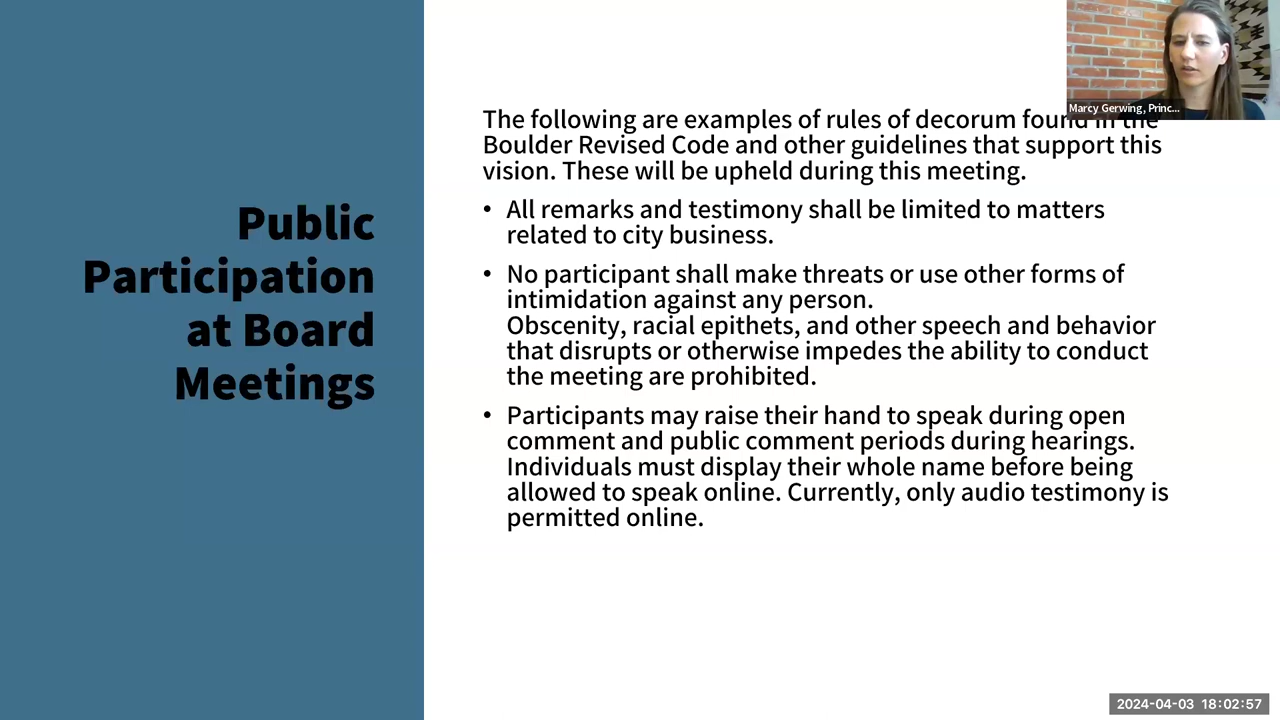 Public
Participation
at Board
Meetings
The following are examples of rules of decorum found in the
Boulder Revised Code and other guidelines that support this
vision. These will be upheld during this meeting.
• All remarks and testimony shall be limited to matters
related to city business.
• No participant shall make threats or use other forms of
intimidation against any person.
Obscenity, racial epithets, and other speech and behavior
that disrupts or otherwise impedes the ability to conduct
the meeting are prohibited.
• Participants may raise their hand to speak during open
comment and public comment periods during hearings.
Individuals must display their whole name before being
allowed to speak online. Currently, only audio testimony is
permitted online.
Marcy Gerwing, Princ...
2024-04-03 18:02:57